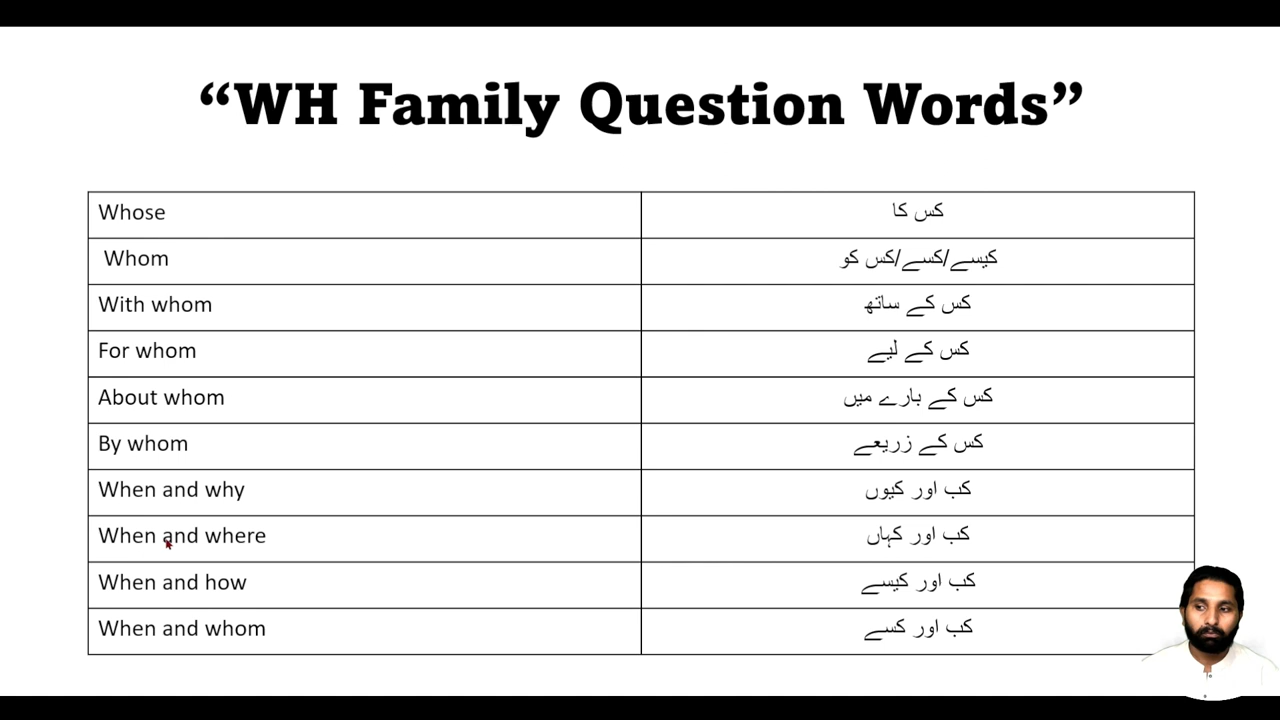 “WH Family Question Words”
Whose کس کا
Whom کیسے/کسے/کس کو
With whom کس کے ساتھ
For whom کس کے لیے
About whom کس کے بارے میں
By whom کس کے زریعے
When and why کب اور کیوں
When and where کب اور کہاں
When and how کب اور کیسے
When and whom کب اور کسے